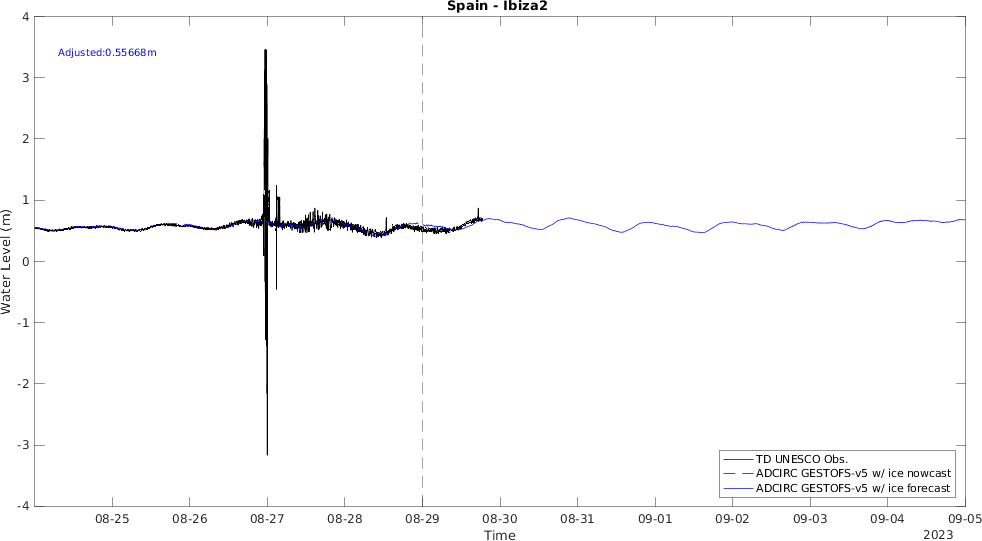 Spain - Ibiza2
Adjusted:0.55668m
4
3
2
1
0
-1
-2
-3
-4
Water Level (m)
TD UNESCO Obs.
ADCIRC GESTOFS-v5 w/ ice nowcast
ADCIRC GESTOFS-v5 w/ ice forecast
08-25 08-26 08-27 08-28 08-29 08-30 08-31 09-01 09-02 09-03 09-04 09-05
Time
2023